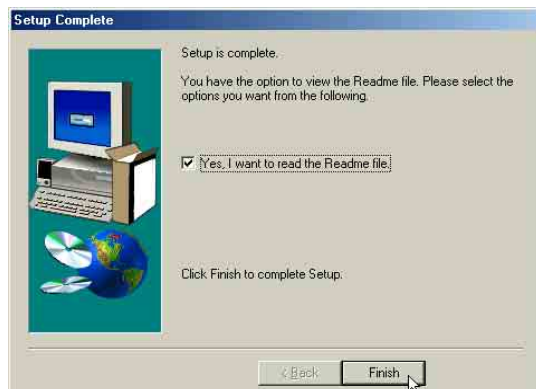 Setup Complete
Setup is complete.
You have the option to view the Readme file. Please select the
options you want from the following.
Yes, I want to read the Readme file.
Click Finish to complete Setup.
< Back
Finish